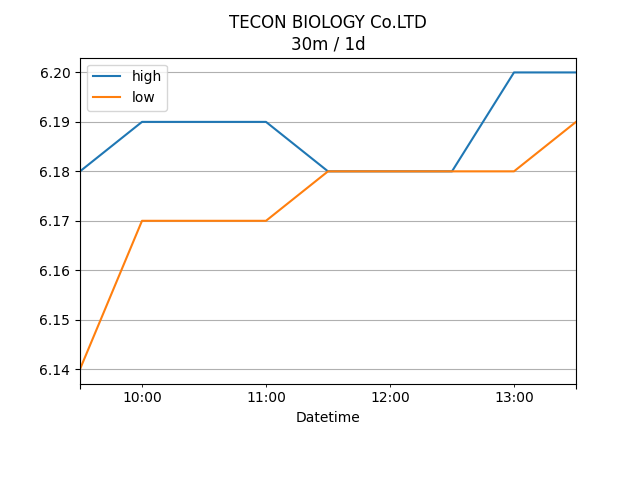 TECON BIOLOGY Co.LTD
30m / 1d
high
low
6.20
6.19
6.18
6.17
6.16
6.15
6.14
10:00 11:00 12:00 13:00
Datetime